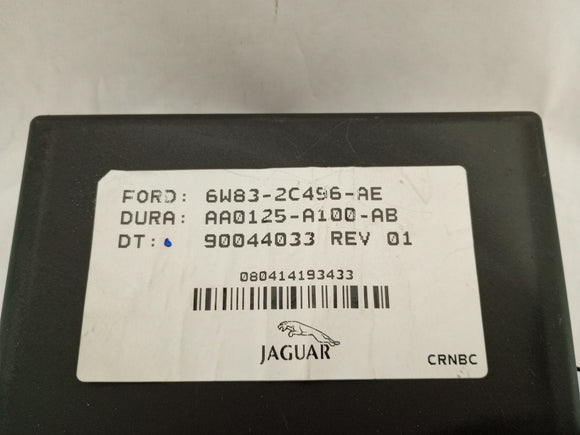 FORD: 6W83-2C496-AE
DURA: AA0125-A100-AB
DT: 90044033 REV 01
080414193433
JAGUAR
CRNBC